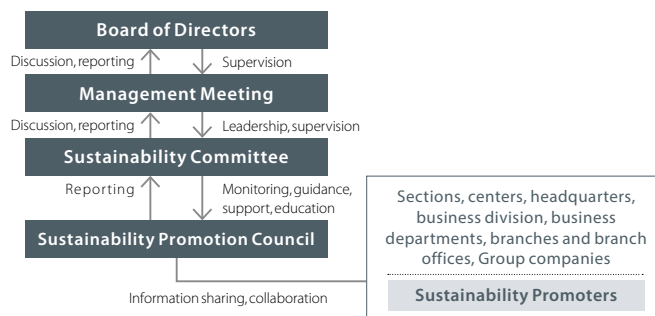 Board of Directors
Discussion, reporting
Supervision
Management Meeting
Discussion, reporting
Leadership, supervision
Sustainability Committee
Reporting
Monitoring, guidance,
support, education
Sustainability Promotion Council
Information sharing, collaboration
Sections, centers, headquarters,
business division, business
departments, branches and branch
offices, Group companies
Sustainability Promoters